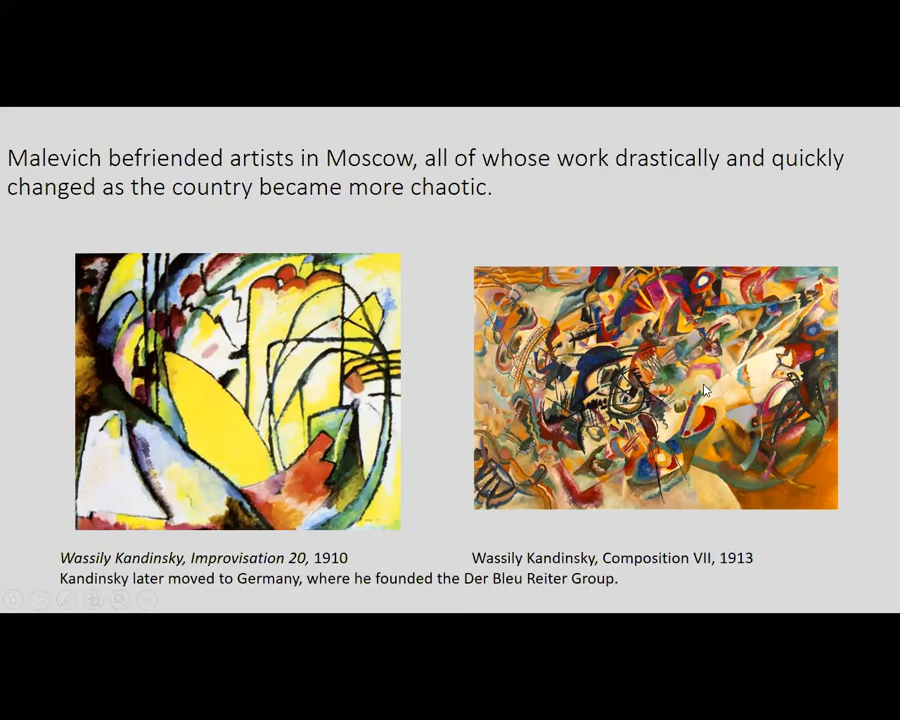 Malevich befriended artists in Moscow, all of whose work drastically and quickly
changed as the country became more chaotic.
Wassily Kandinsky, Improvisation 20, 1910
Wassily Kandinsky, Composition VII, 1913
Kandinsky later moved to Germany, where he founded the Der Bleu Reiter Group.